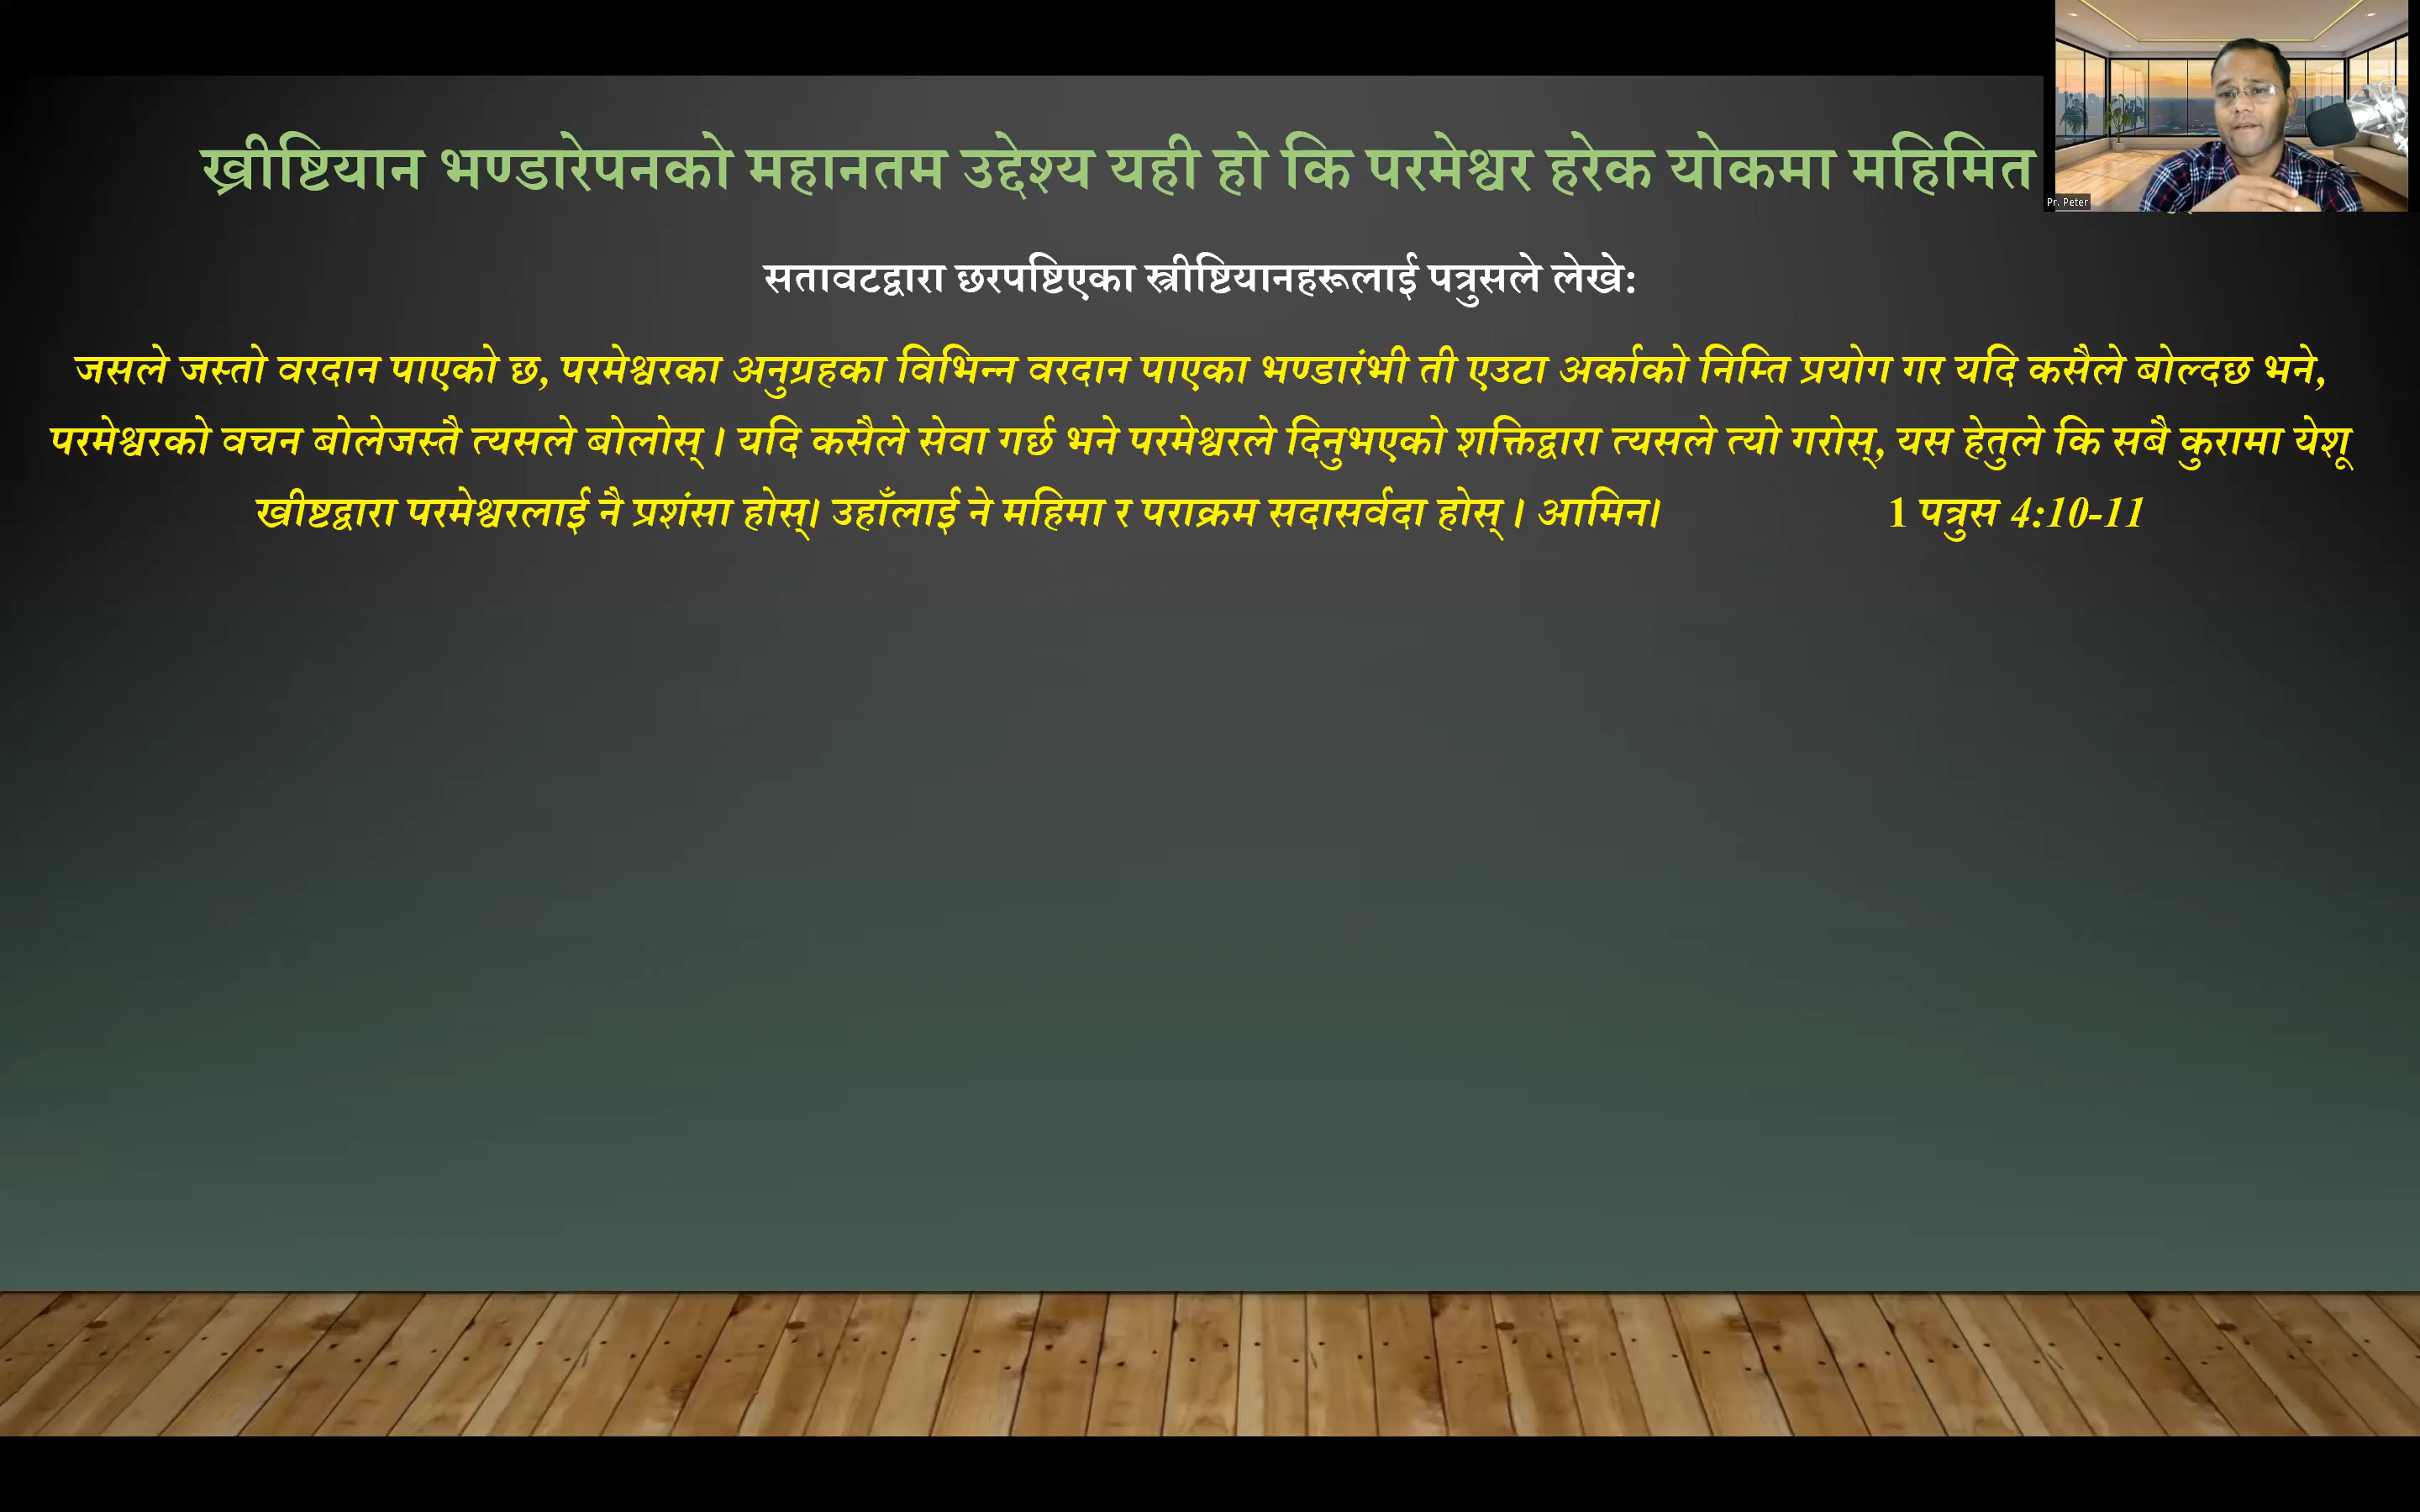 ख्रीष्टियान भण्डारेपनको महानतम उद्देश्य यही हो कि परमेश्वर हरेक योकमा महिमित
Pr. Peter
सतावटद्वारा छरपष्टिएका स्त्रीष्टियानहरूलाई पत्रुसले लेखे:
जसले जस्तो वरदान पाएको छ, परमेश्वरका अनुग्रहका विभिन्न वरदान पाएका भण्डारंभी ती एउटा अर्काको निम्ति प्रयोग गर यदि कसैले बोल्दछ भने,
परमेश्वरको वचन बोलेजस्तै त्यसले बोलोस् । यदि कसैले सेवा गर्छ भने परमेश्वरले दिनुभएको शक्तिद्वारा त्यसले त्यो गरोस्, यस हेतुले कि सबै कुरामा येशू
खीष्टद्वारा परमेश्वरलाई नै प्रशंसा होस्। उहाँलाई ने महिमा र पराक्रम सदासर्वदा होस् । आमिन। 1 पत्रुस 4:10-11